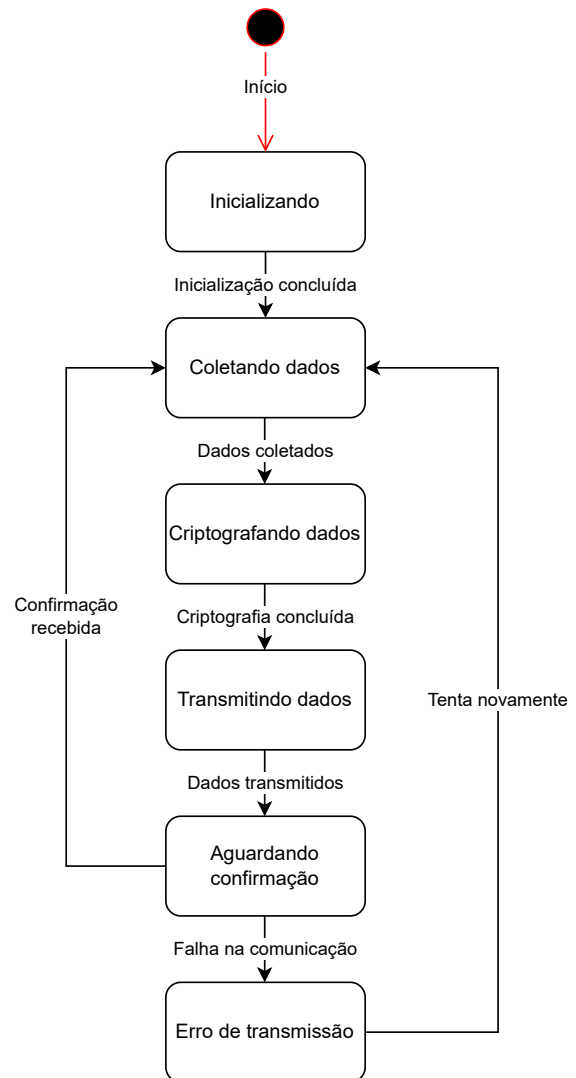 Início
Inicializando
Inicialização concluída
Coletando dados
Dados coletados
Criptografando dados
Confirmação
recebida
Criptografia concluída
Transmitindo dados
Tenta novamente
Dados transmitidos
Aguardando
confirmação
Falha na comunicação
Erro de transmissão